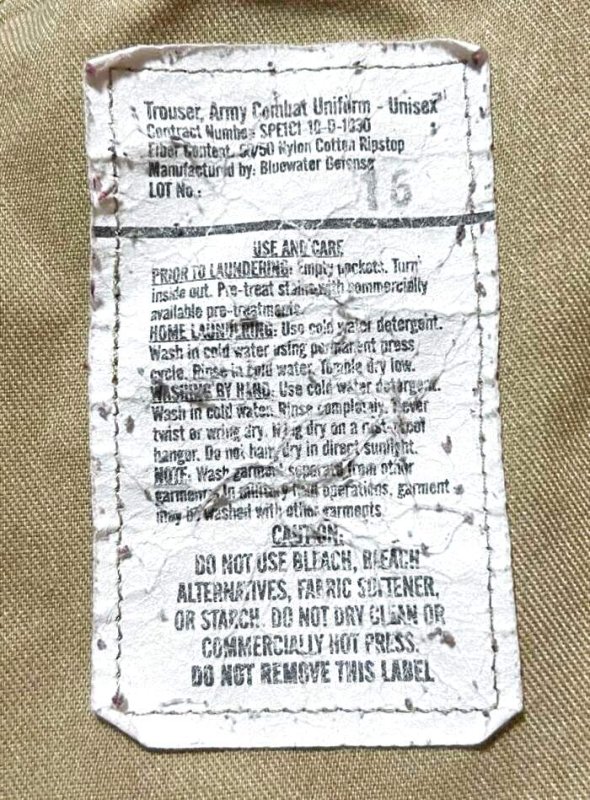 Trouser, Army Combat Uniform - Unisex
Contract Number SPE1C1-10-D-1030
Fiber Content. 50/50 Nylon Cotton Ripstop
Manufactured by: Bluewater Defense
LOT No.: 15
USE AND CARE
PRIOR TO LAUNDERING: Empty pockets. Turn
inside out. Pre-treat stains with commercially
available pre-treatments.
HOME LAUNDERING: Use cold water detergent.
Wash in cold water using permanent press
cycle. Rinse in cold water. Tumble dry low.
WASHING BY HAND: Use cold water detergent.
Wash in cold water. Rinse completely. Never
twist or wring dry. Hang dry on a rust-proof
hanger. Do not hang dry in direct sunlight.
NOTE: Wash garment separate from other
garments. In military field operations, garment
may be washed with other garments
CAUTION:
DO NOT USE BLEACH, BLEACH
ALTERNATIVES, FABRIC SOFTENER,
OR STARCH. DO NOT DRY CLEAN OR
COMMERCIALLY HOT PRESS.
DO NOT REMOVE THIS LABEL